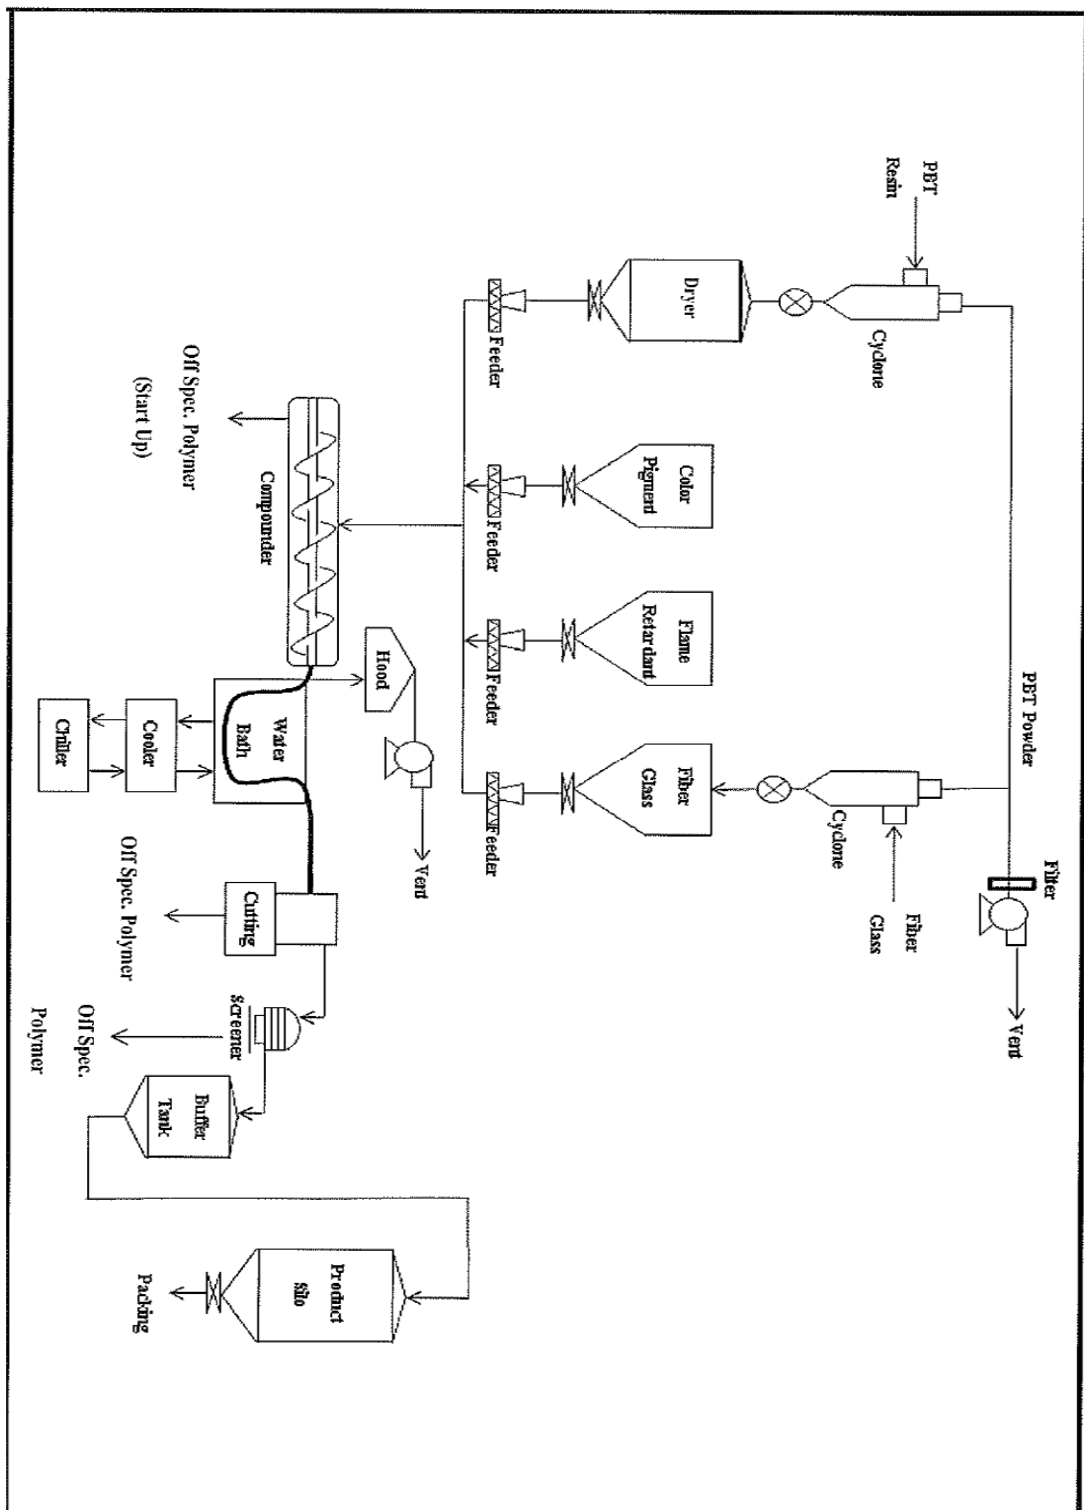 Filter
PBT Powder
Vent
PBT
Resin
Cyclone
Fiber
Glass
Cyclone
Dryer
Color
Pigment
Flame
Retardant
Fiber
Glass
Feeder
Feeder
Feeder
Feeder
Vent
Hood
Compounder
Off Spec. Polymer
(Start Up)
Water
Bath
Cooler
Chiller
Cutting
Off Spec. Polymer
Screener
Off Spec.
Polymer
Buffer
Tank
Product
Silo
Packing